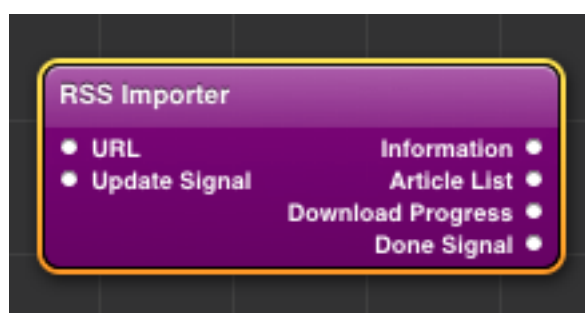 RSS Importer
URL Information
Update Signal Article List
Download Progress
Done Signal